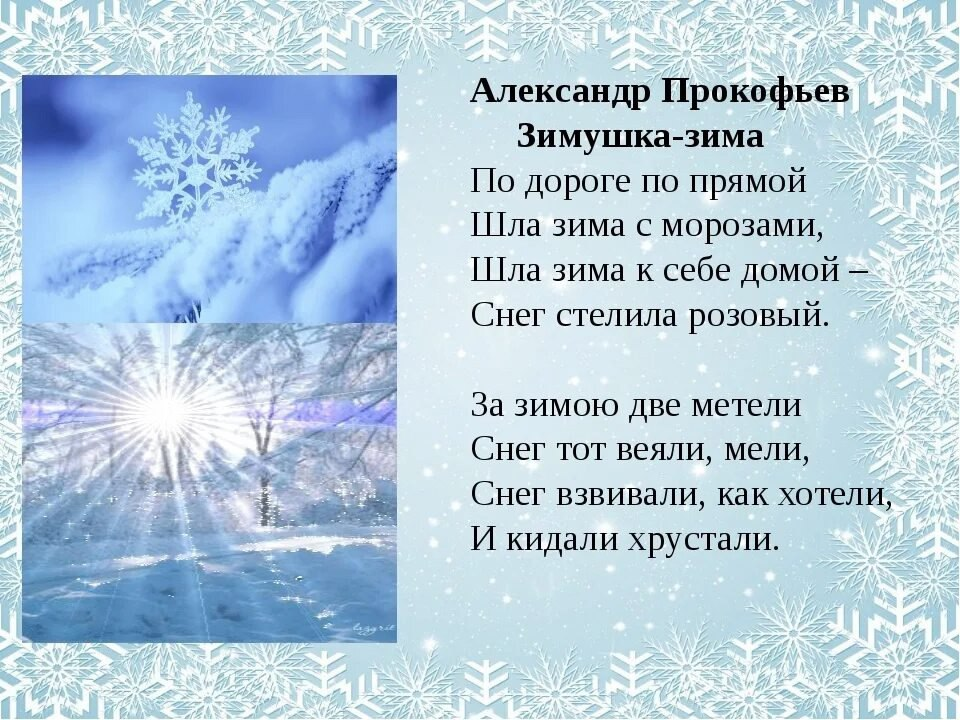 Александр Прокофьев
Зимушка-зима
По дороге по прямой
Шла зима с морозами,
Шла зима к себе домой –
Снег стелила розовый.
За зимою две метели
Снег тот веяли, мели,
Снег взвивали, как хотели,
И кидали хрустали.